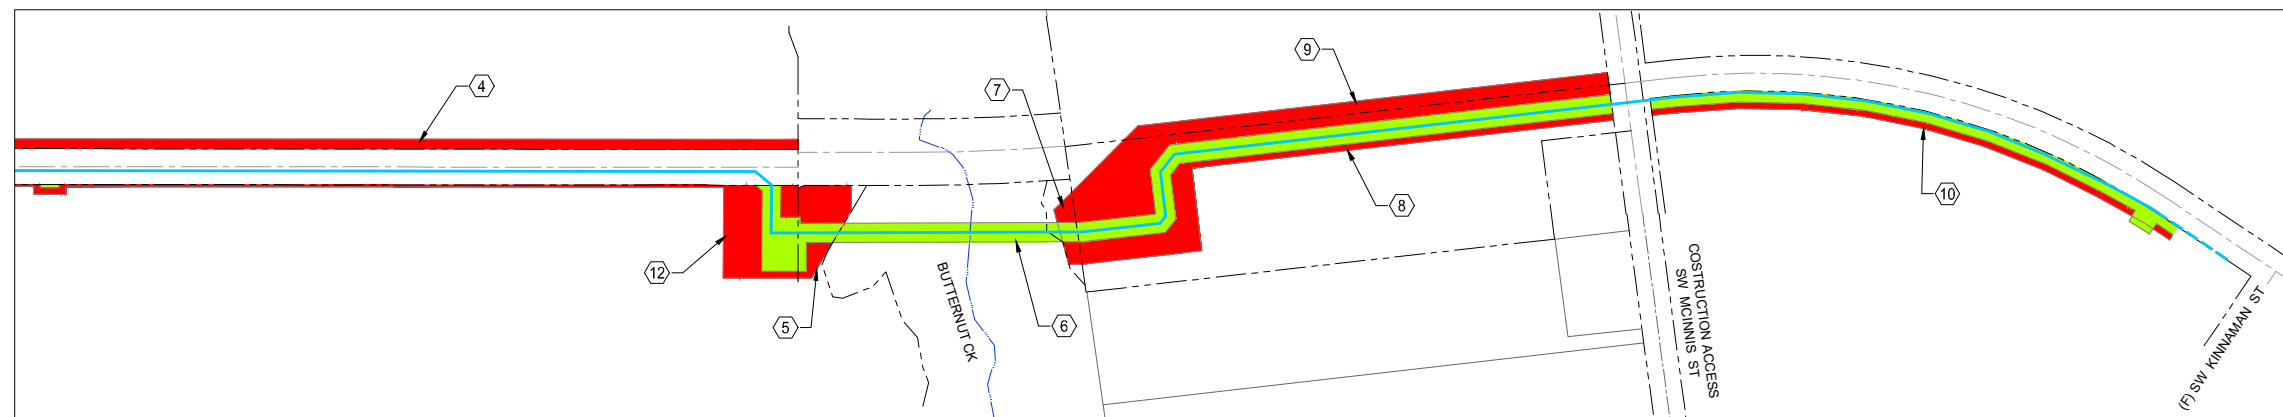 9
4
7
10
8
12
5
6
BUTTERNUT CK
COSTRUCTION ACCESS
SW MCINNIS ST
(F) SW KINNAMAN ST